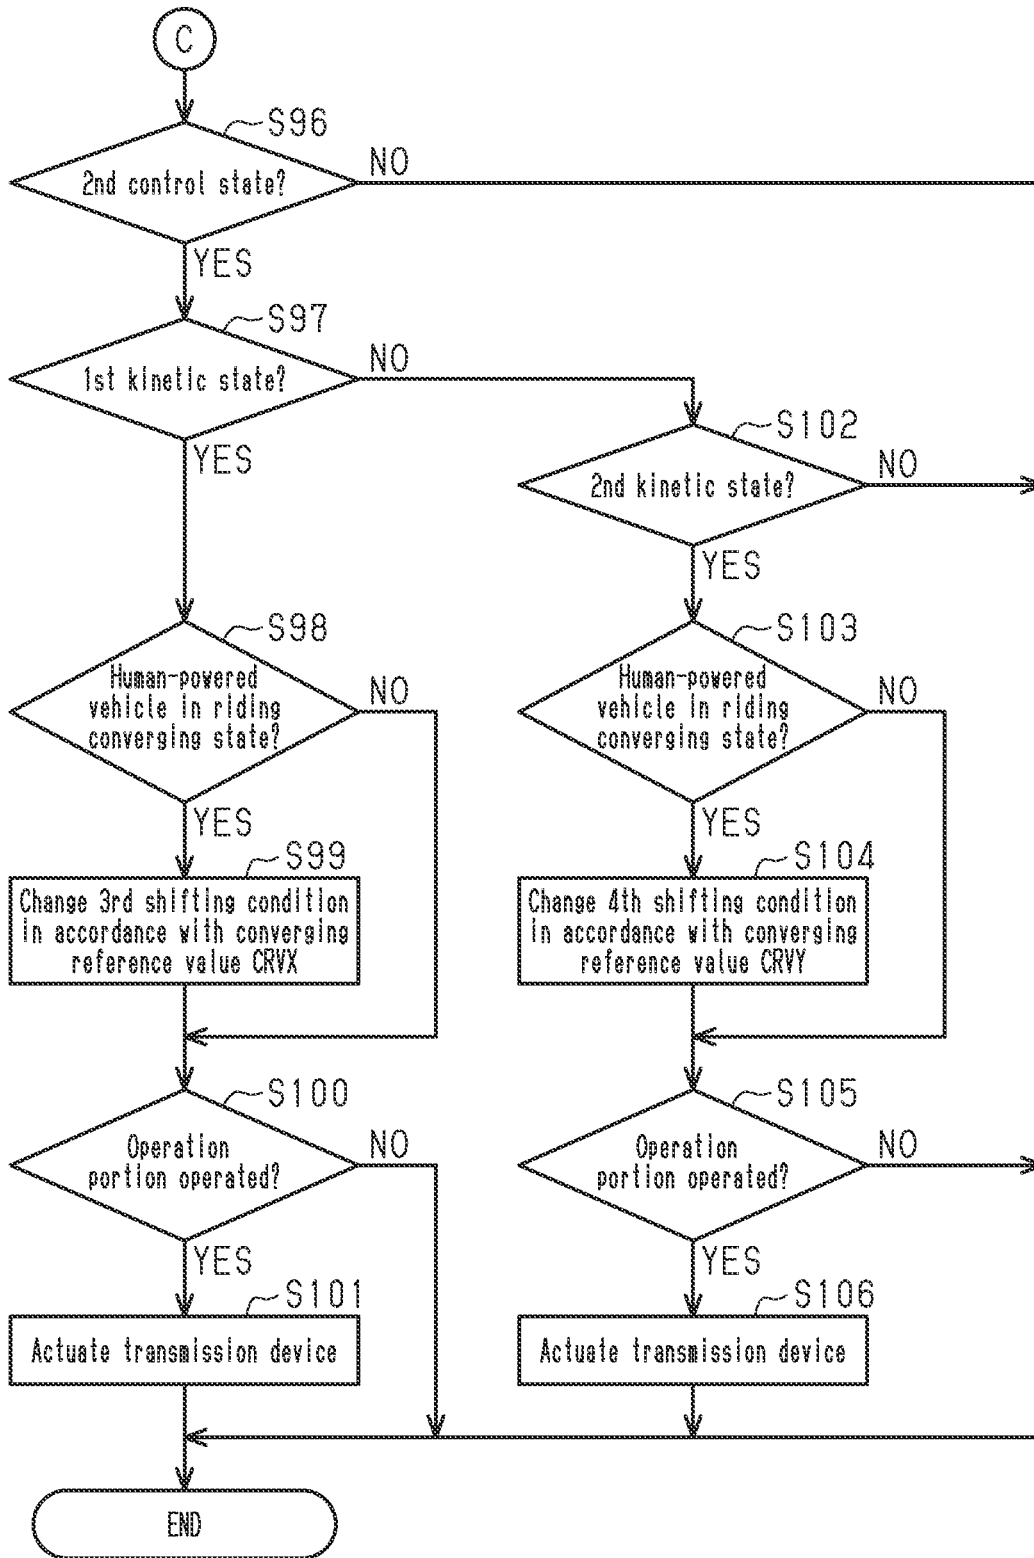 C
S96
2nd control state?
NO
YES
S97
1st kinetic state?
NO
YES
S102
2nd kinetic state?
NO
YES
S98
Human-powered
vehicle in riding
converging state?
NO
YES
S103
Human-powered
vehicle in riding
converging state?
NO
YES
S99
Change 3rd shifting condition
in accordance with converging
reference value CRVX
S104
Change 4th shifting condition
in accordance with converging
reference value CRVY
S100
Operation
portion operated?
NO
YES
S105
Operation
portion operated?
NO
YES
S101
Actuate transmission device
S106
Actuate transmission device
END